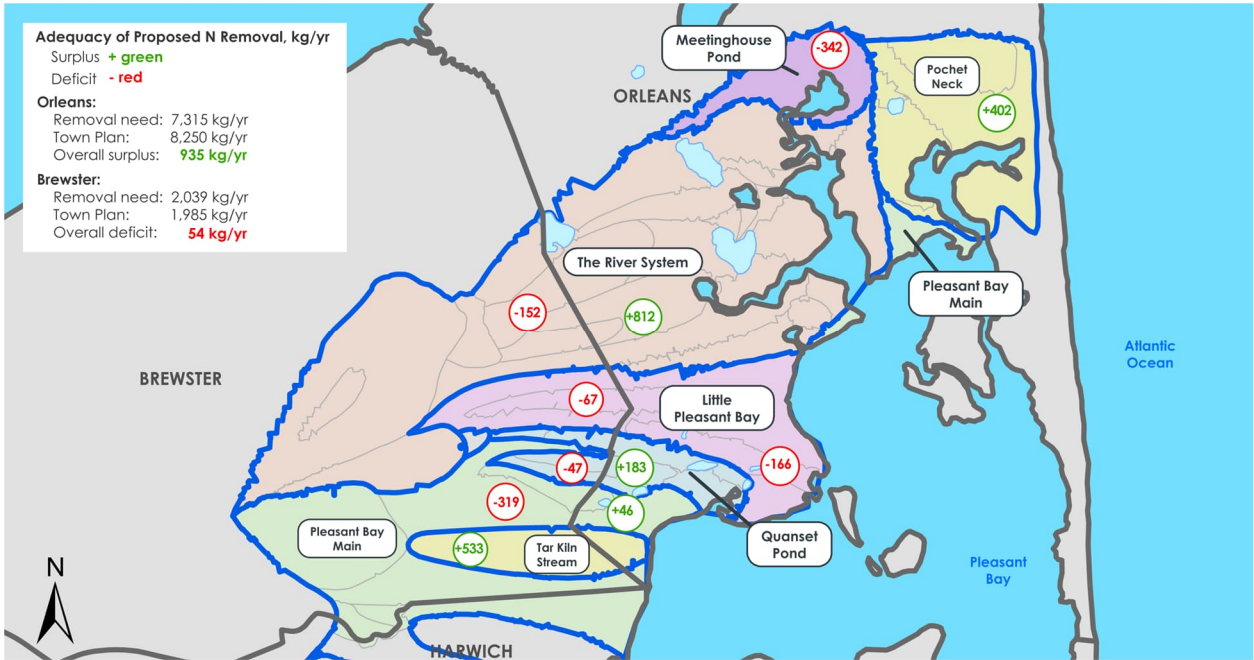 Adequacy of Proposed N Removal, kg/yr
Surplus + green
Deficit - red
Orleans:
Removal need: 7,315 kg/yr
Town Plan: 8,250 kg/yr
Overall surplus: 935 kg/yr
Brewster:
Removal need: 2,039 kg/yr
Town Plan: 1,985 kg/yr
Overall deficit: 54 kg/yr
Meetinghouse
Pond
-342
Pochet
Neck
+402
ORLEANS
The River System
Pleasant Bay
Main
-152
+812
Atlantic
Ocean
BREWSTER
-67
Little
Pleasant Bay
-47
+183
-166
-319
+46
Pleasant Bay
Main
+533
Tar Kiln
Stream
Quanset
Pond
Pleasant
Bay
N
HARWICH